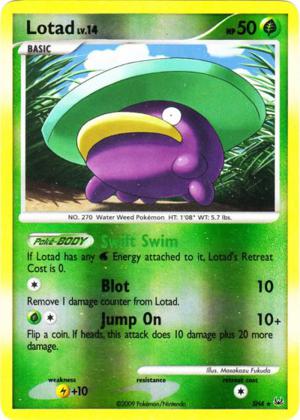 Lotad LV.14
HP 50
BASIC
NO. 270 Water Weed Pokémon HT: 1'08" WT: 5.7 lbs.
Poké-BODY Swift Swim
If Lotad has any Energy attached to it, Lotad's Retreat
Cost is 0.
Blot 10
Remove 1 damage counter from Lotad.
Jump On 10+
Flip a coin. If heads, this attack does 10 damage plus 20 more
damage.
weakness resistance retreat cost
+10
Illus. Masakazu Fukuda
©2009 Pokémon/Nintendo SH4